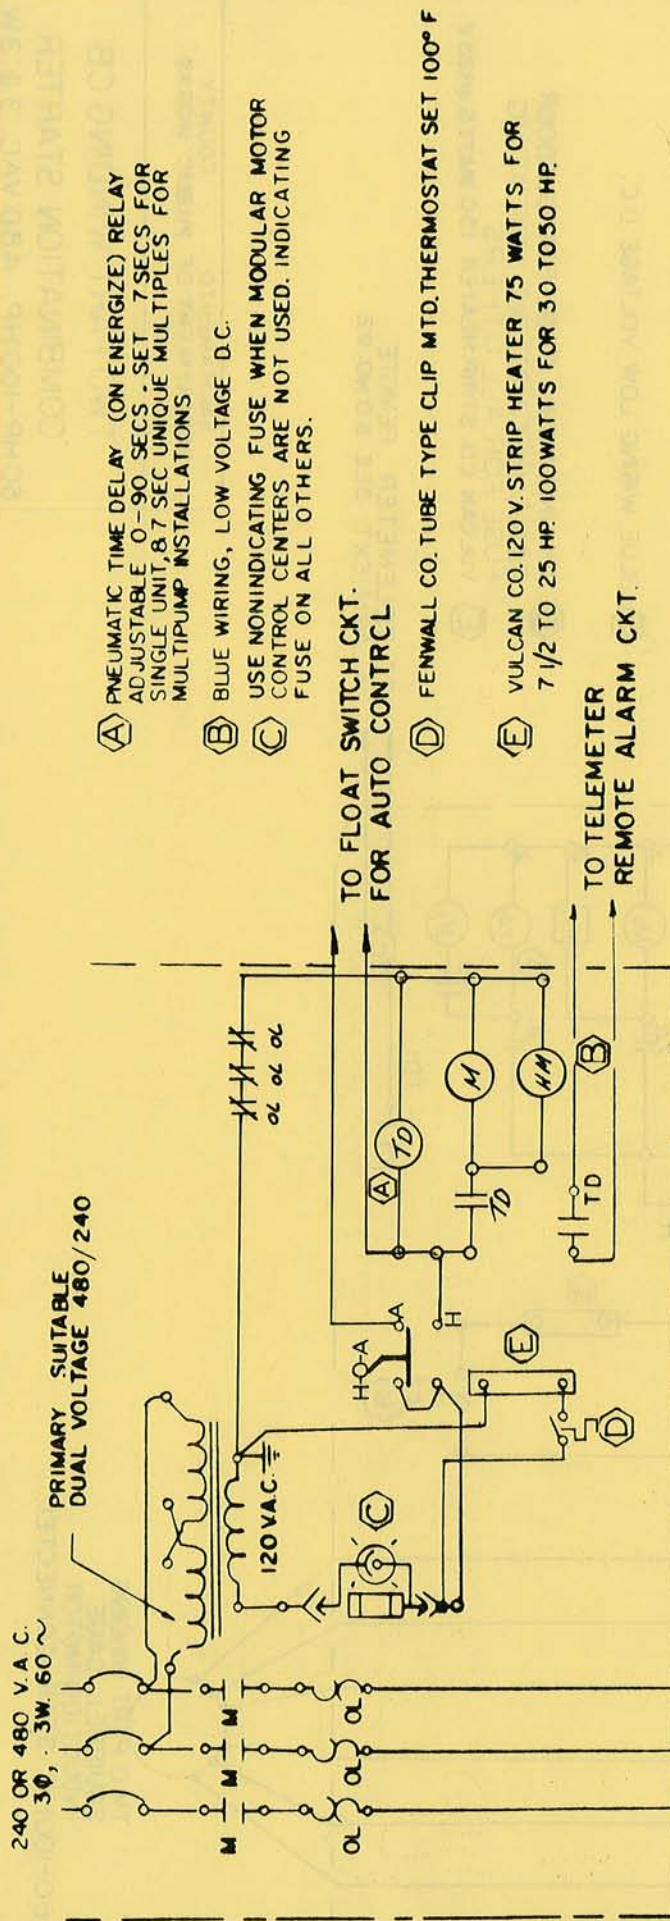 240 OR 480 V.A.C.
3Φ, 3W. 60 ~
PRIMARY SUITABLE
DUAL VOLTAGE 480/240
120 V.A.C.
M
M
M
OL
OL
OL
OL OL OL
C
H-O-A
A
H
E
D
A
TD
TD
M
HM
TD
B
TO FLOAT SWITCH CKT.
FOR AUTO CONTROL
TO TELEMETER
REMOTE ALARM CKT.
A PNEUMATIC TIME DELAY (ON ENERGIZE) RELAY
ADJUSTABLE 0-90 SECS. SET 7 SECS FOR
SINGLE UNIT, & 7 SEC UNIQUE MULTIPLES FOR
MULTIPUMP INSTALLATIONS
B BLUE WIRING, LOW VOLTAGE D.C.
C USE NONINDICATING FUSE WHEN MODULAR MOTOR
CONTROL CENTERS ARE NOT USED. INDICATING
FUSE ON ALL OTHERS.
D FENWALL CO. TUBE TYPE CLIP MTD. THERMOSTAT SET 100° F
E VULCAN CO. 120 V. STRIP HEATER 75 WATTS FOR
7 1/2 TO 25 HP. 100 WATTS FOR 30 TO 50 HP.